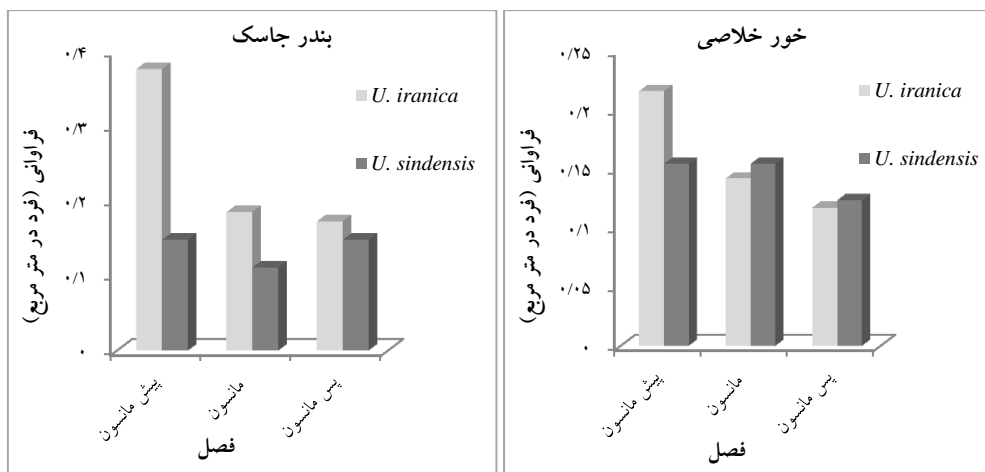 بندر جاسک
۰/۴
۰/۳
۰/۲
۰/۱
۰
فراوانی (فرد در متر مربع)
U. iranica
U. sindensis
پیش مانسون
مانسون
پس مانسون
فصل
خور خلاصی
۰/۲۵
۰/۲
۰/۱۵
۰/۱
۰/۰۵
۰
فراوانی (فرد در متر مربع)
U. iranica
U. sindensis
پیش مانسون
مانسون
پس مانسون
فصل